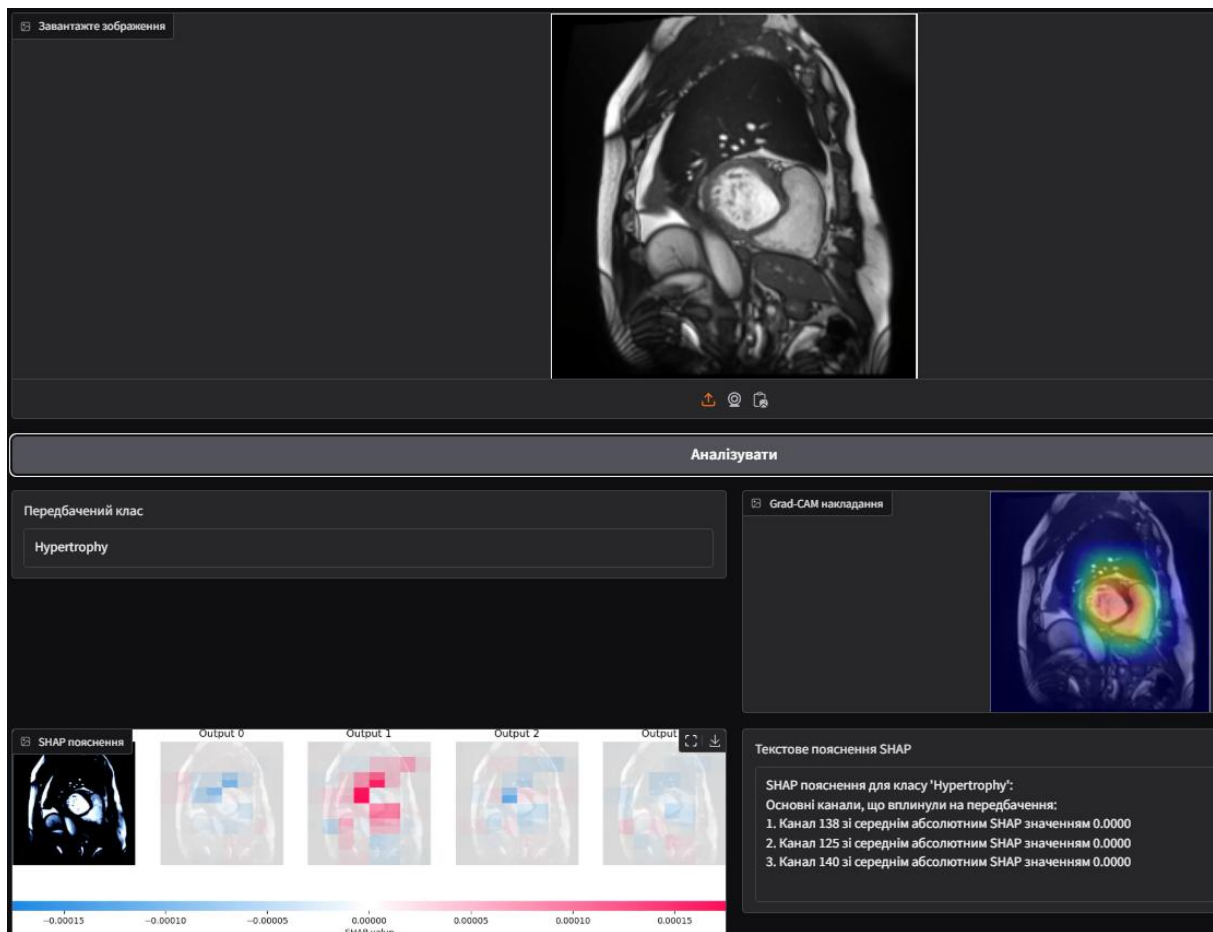 Завантажте зображення
Аналізувати
Передбачений клас
Hypertrophy
Grad-CAM накладання
SHAP пояснення
Output 0
Output 1
Output 2
Output
−0.00015
−0.00010
−0.00005
0.00000
0.00005
0.00010
0.00015
SHAP value
Текстове пояснення SHAP
SHAP пояснення для класу 'Hypertrophy':
Основні канали, що вплинули на передбачення:
1. Канал 138 зі середнім абсолютним SHAP значенням 0.0000
2. Канал 125 зі середнім абсолютним SHAP значенням 0.0000
3. Канал 140 зі середнім абсолютним SHAP значенням 0.0000